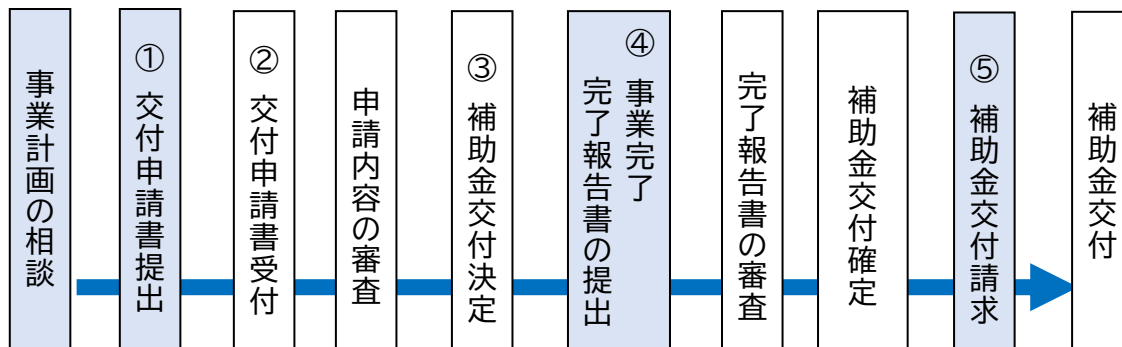 事業計画の相談
① 交付申請書提出
② 交付申請書受付
申請内容の審査
③ 補助金交付決定
④ 事業完了
完了報告書の提出
完了報告書の審査
補助金交付確定
⑤ 補助金交付請求
補助金交付